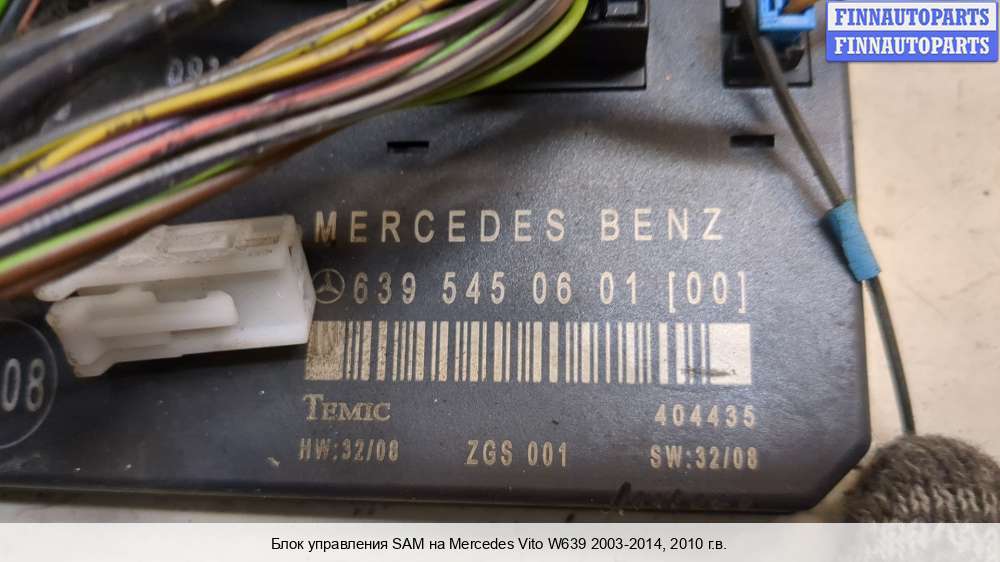 FINNAUTOPARTS
FINNAUTOPARTS
MERCEDES BENZ
639 545 06 01 [00]
TEMIC 404435
HW:32/08 ZGS 001 SW:32/08
08
Блок управления SAM на Mercedes Vito W639 2003-2014, 2010 г.в.